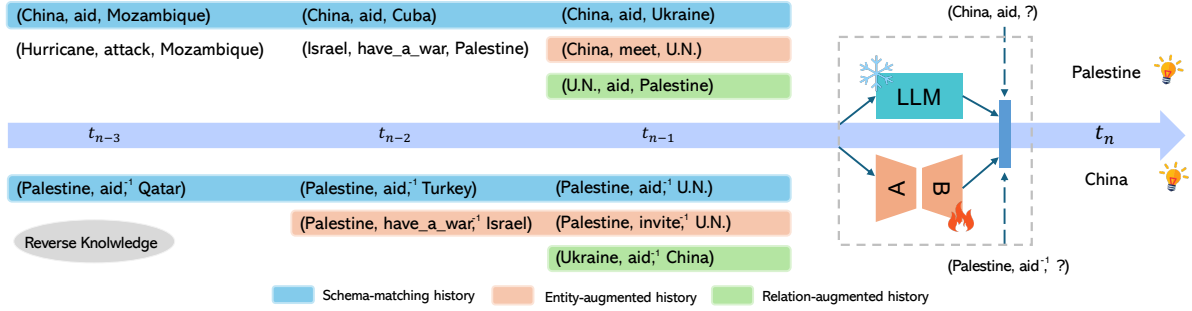 (China, aid, Mozambique) (China, aid, Cuba) (China, aid, Ukraine) (China, aid, ?)
(Hurricane, attack, Mozambique) (Israel, have_a_war, Palestine) (China, meet, U.N.)
(U.N., aid, Palestine)
LLM
Palestine
t_{n-3} t_{n-2} t_{n-1} t_n
A B
China
(Palestine, aid,⁻¹ Qatar) (Palestine, aid,⁻¹ Turkey) (Palestine, aid,⁻¹ U.N.)
(Palestine, have_a_war,⁻¹ Israel) (Palestine, invite,⁻¹ U.N.)
Reverse Knolwledge
(Ukraine, aid,⁻¹ China)
(Palestine, aid⁻¹, ?)
Schema-matching history Entity-augmented history Relation-augmented history